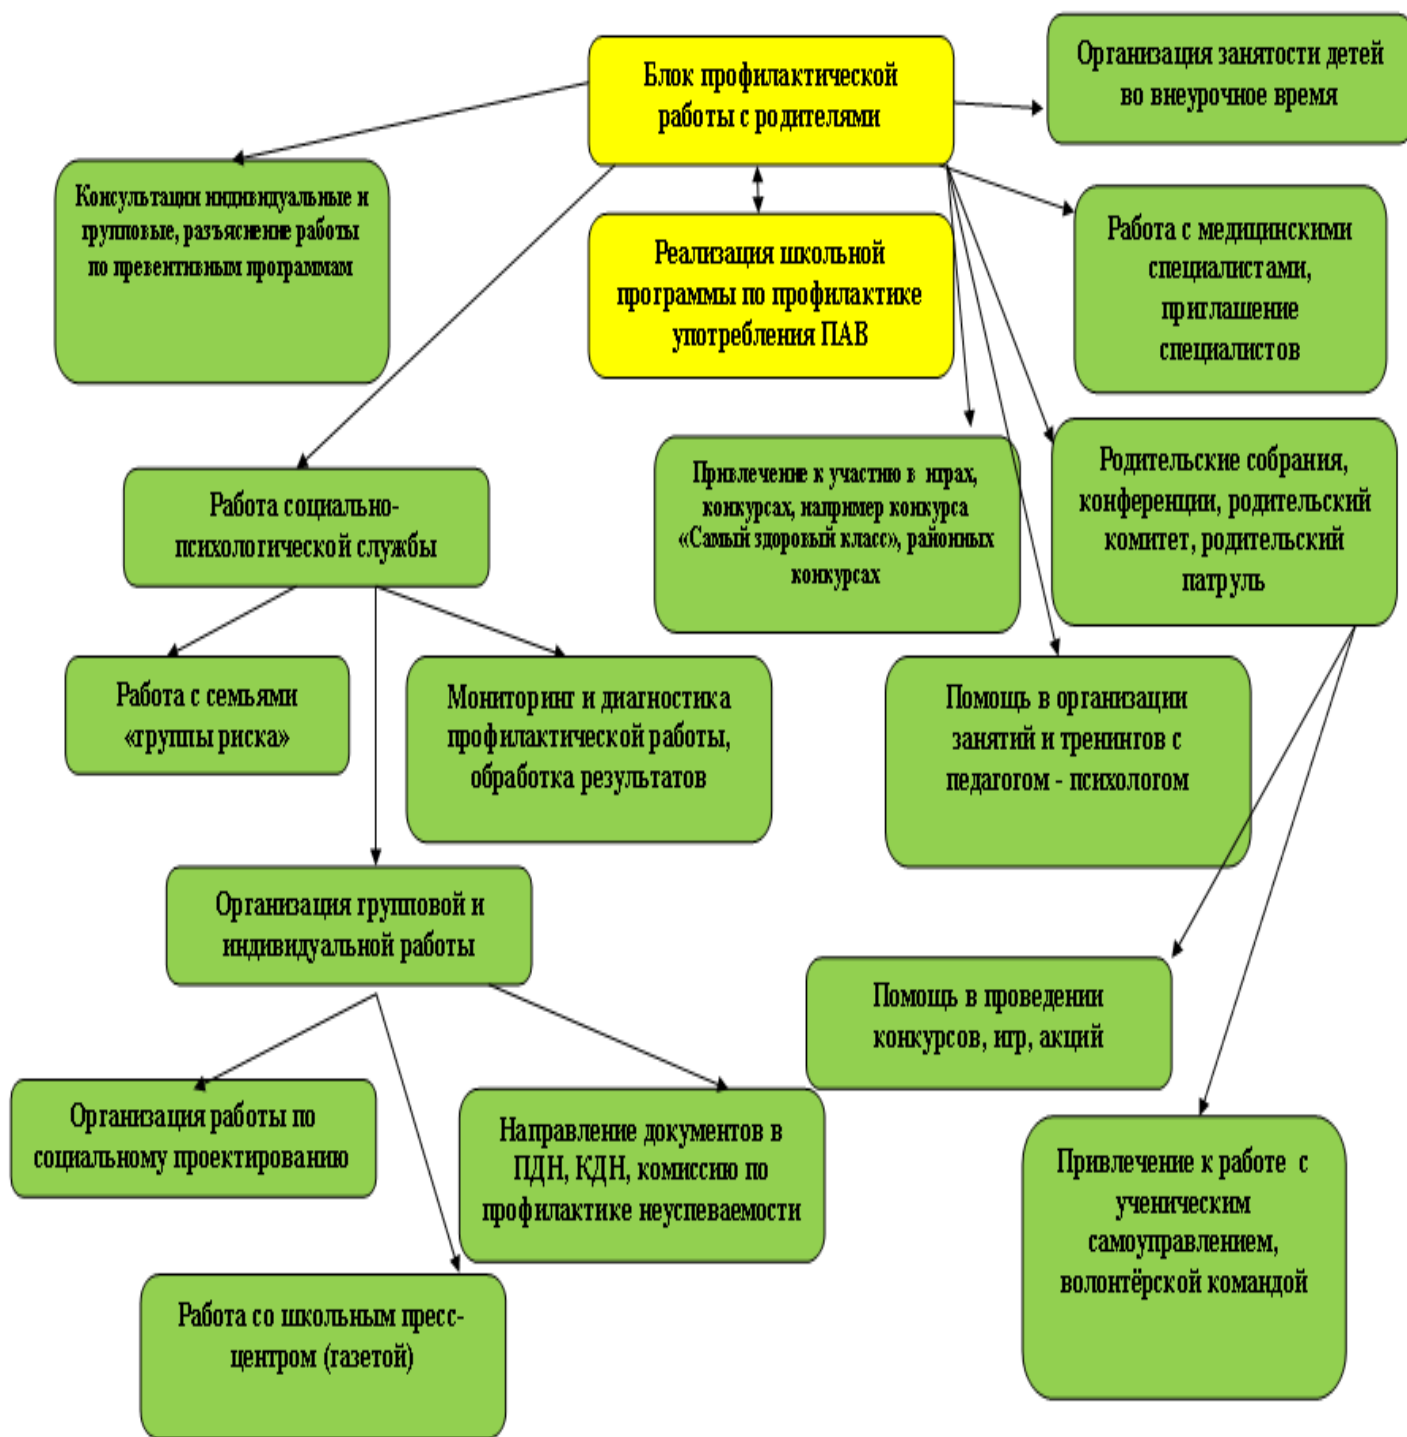 Блок профилактической
работы с родителями
Организация занятости детей
во внеурочное время
Консультации индивидуальные и
групповые, разъяснение работы
по превентивным программам
Реализация школьной
программы по профилактике
употребления ПАВ
Работа с медицинскими
специалистами,
приглашение
специалистов
Работа социально-
психологической службы
Привлечение к участию в играх,
конкурсах, например конкурса
«Самый здоровый класс», районных
конкурсах
Родительские собрания,
конференции, родительский
комитет, родительский
патруль
Работа с семьями
«группы риска»
Мониторинг и диагностика
профилактической работы,
обработка результатов
Помощь в организации
занятий и тренингов с
педагогом - психологом
Организация групповой и
индивидуальной работы
Помощь в проведении
конкурсов, игр, акций
Организация работы по
социальному проектированию
Направление документов в
ПДН, КДН, комиссию по
профилактике неуспеваемости
Привлечение к работе с
ученическим
самоуправлением,
волонтёрской командой
Работа со школьным пресс-
центром (газетой)